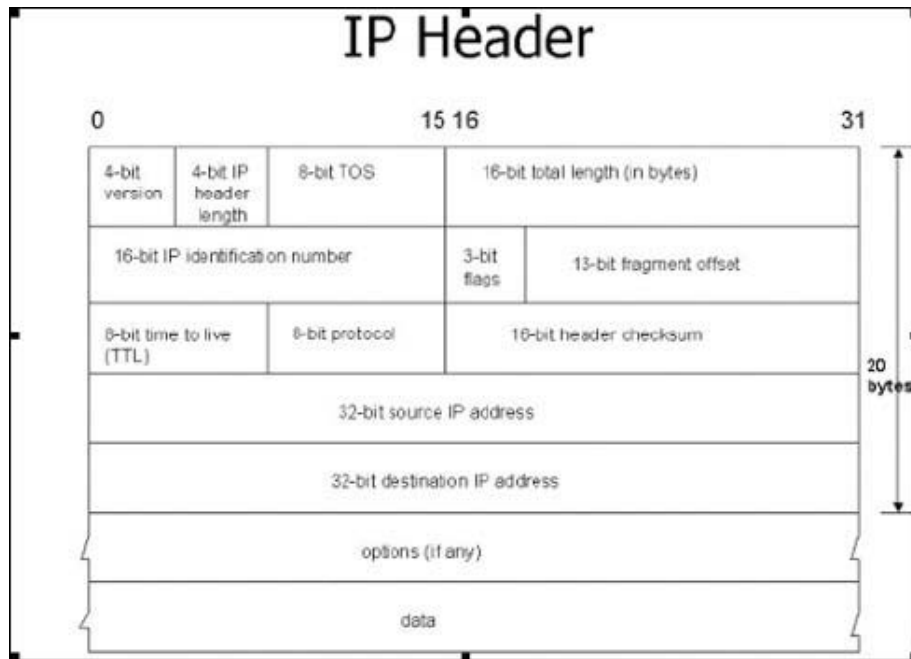 IP Header
0 15 16 31
4-bit version 4-bit IP header length 8-bit TOS 16-bit total length (in bytes)
16-bit IP identification number 3-bit flags 13-bit fragment offset
8-bit time to live (TTL) 8-bit protocol 16-bit header checksum
20 bytes
32-bit source IP address
32-bit destination IP address
options (if any)
data